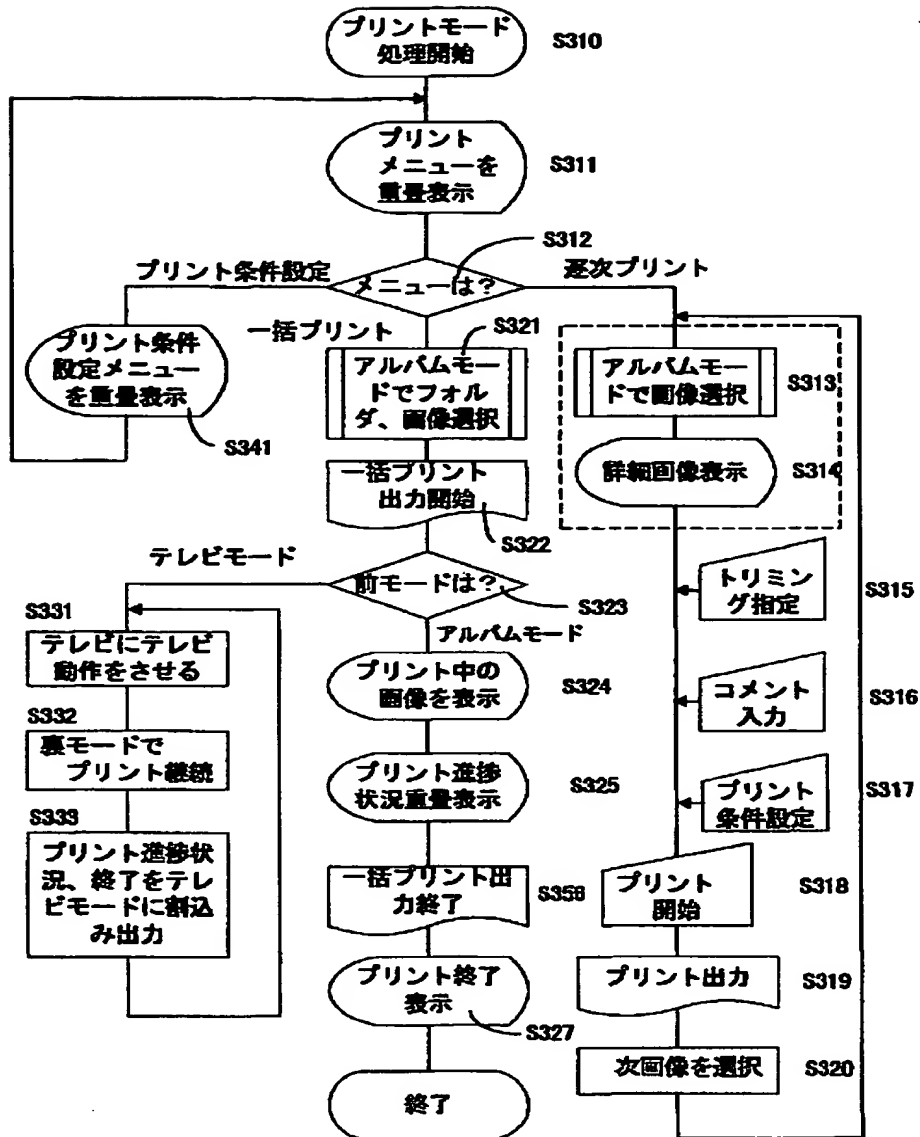 プリントモード
処理開始
S310
プリント
メニューを
重畳表示
S311
S312
プリント条件設定
メニューは?
逐次プリント
一括プリント
S321
プリント条件
設定メニュー
を重畳表示
S341
アルバムモー
ドでフォル
ダ、画像選択
アルバムモー
ドで画像選択
S313
詳細画像表示
S314
一括プリント
出力開始
S322
テレビモード
前モードは?
S323
アルバムモード
トリミン
グ指定
S315
S331
テレビにテレビ
動作をさせる
プリント中の
画像を表示
S324
コメント
入力
S316
S332
裏モードで
プリント継続
プリント進捗
状況重畳表示
S325
プリント
条件設定
S317
S333
プリント進捗状
況、終了をテレ
ビモードに割込
み出力
一括プリント出
力終了
S356
プリント
開始
S318
プリント終了
表示
S327
プリント出力
S319
次画像を選択
S320
終了